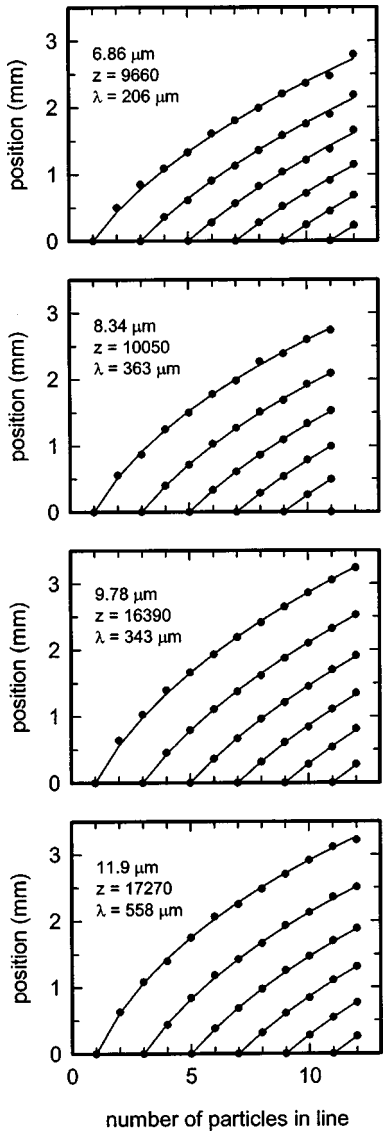 3
6.86 μm
z = 9660
λ = 206 μm
2
position (mm)
1
0
3
8.34 μm
z = 10050
λ = 363 μm
2
position (mm)
1
0
3
9.78 μm
z = 16390
λ = 343 μm
2
position (mm)
1
0
3
11.9 μm
z = 17270
λ = 558 μm
2
position (mm)
1
0
0 5 10
number of particles in line